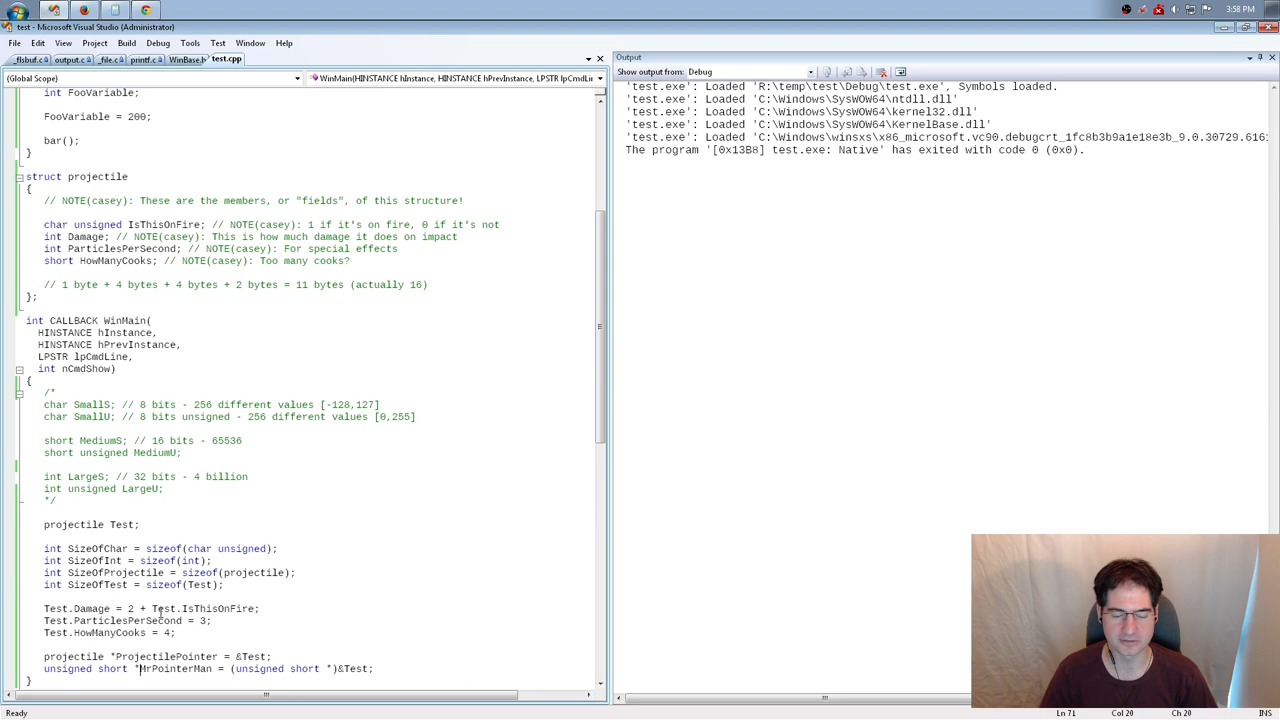 3:58 PM
test - Microsoft Visual Studio (Administrator)
File Edit View Project Build Debug Tools Test Window Help
_flsbuf.c output.c _file.c printf.c WinBase.h test.cpp
(Global Scope) WinMain(HINSTANCE hInstance, HINSTANCE hPrevInstance, LPSTR lpCmdLine,
int FooVariable;
FooVariable = 200;
bar();
}
struct projectile
{
// NOTE(casey): These are the members, or "fields", of this structure!
char unsigned IsThisOnFire; // NOTE(casey): 1 if it's on fire, 0 if it's not
int Damage; // NOTE(casey): This is how much damage it does on impact
int ParticlesPerSecond; // NOTE(casey): For special effects
short HowManyCooks; // NOTE(casey): Too many cooks?
// 1 byte + 4 bytes + 4 bytes + 2 bytes = 11 bytes (actually 16)
};
int CALLBACK WinMain(
HINSTANCE hInstance,
HINSTANCE hPrevInstance,
LPSTR lpCmdLine,
int nCmdShow)
{
/*
char SmallS; // 8 bits - 256 different values [-128,127]
char SmallU; // 8 bits unsigned - 256 different values [0,255]
short MediumS; // 16 bits - 65536
short unsigned MediumU;
int LargeS; // 32 bits - 4 billion
int unsigned LargeU;
*/
projectile Test;
int SizeOfChar = sizeof(char unsigned);
int SizeOfInt = sizeof(int);
int SizeOfProjectile = sizeof(projectile);
int SizeOfTest = sizeof(Test);
Test.Damage = 2 + Test.IsThisOnFire;
Test.ParticlesPerSecond = 3;
Test.HowManyCooks = 4;
projectile *ProjectilePointer = &Test;
unsigned short *MrPointerMan = (unsigned short *)&Test;
}
Output
Show output from: Debug
'test.exe': Loaded 'R:\temp\test\Debug\test.exe', Symbols loaded.
'test.exe': Loaded 'C:\Windows\SysWOW64\ntdll.dll'
'test.exe': Loaded 'C:\Windows\SysWOW64\kernel32.dll'
'test.exe': Loaded 'C:\Windows\SysWOW64\KernelBase.dll'
'test.exe': Loaded 'C:\Windows\winsxs\x86_microsoft.vc90.debugcrt_1fc8b3b9a1e18e3b_9.0.30729.6161
The program '[0x13B8] test.exe: Native' has exited with code 0 (0x0).
Ready Ln 71 Col 20 Ch 20 INS